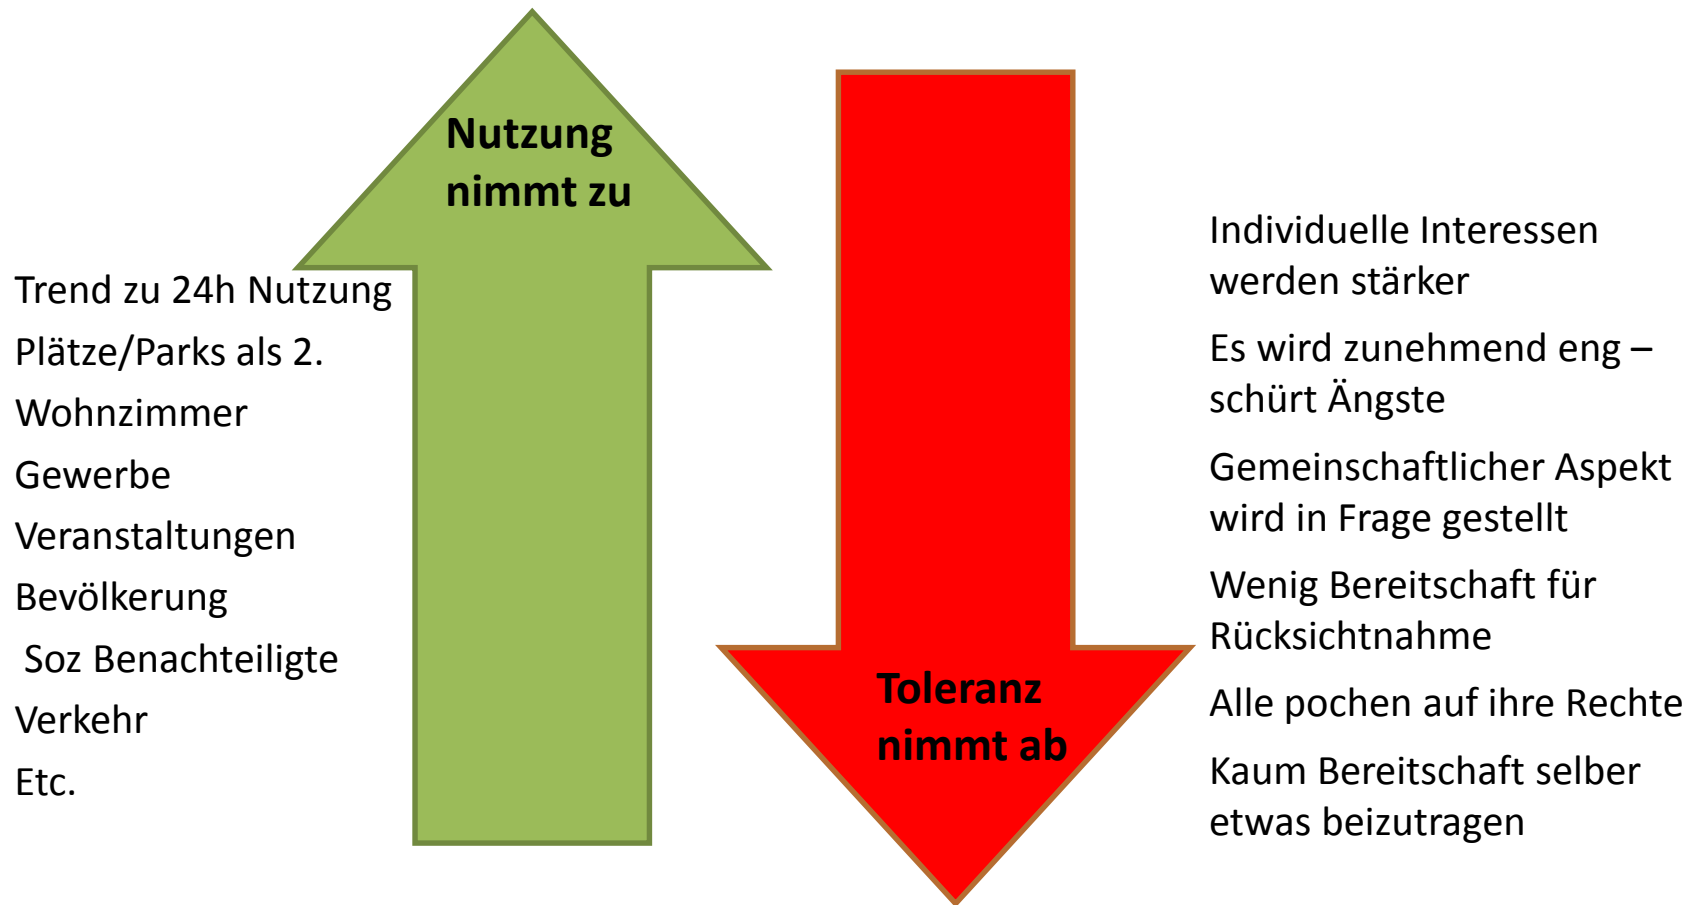 Nutzung
nimmt zu
Trend zu 24h Nutzung
Plätze/Parks als 2.
Wohnzimmer
Gewerbe
Veranstaltungen
Bevölkerung
Soz Benachteiligte
Verkehr
Etc.
Toleranz
nimmt ab
Individuelle Interessen
werden stärker
Es wird zunehmend eng –
schürt Ängste
Gemeinschaftlicher Aspekt
wird in Frage gestellt
Wenig Bereitschaft für
Rücksichtnahme
Alle pochen auf ihre Rechte
Kaum Bereitschaft selber
etwas beizutragen